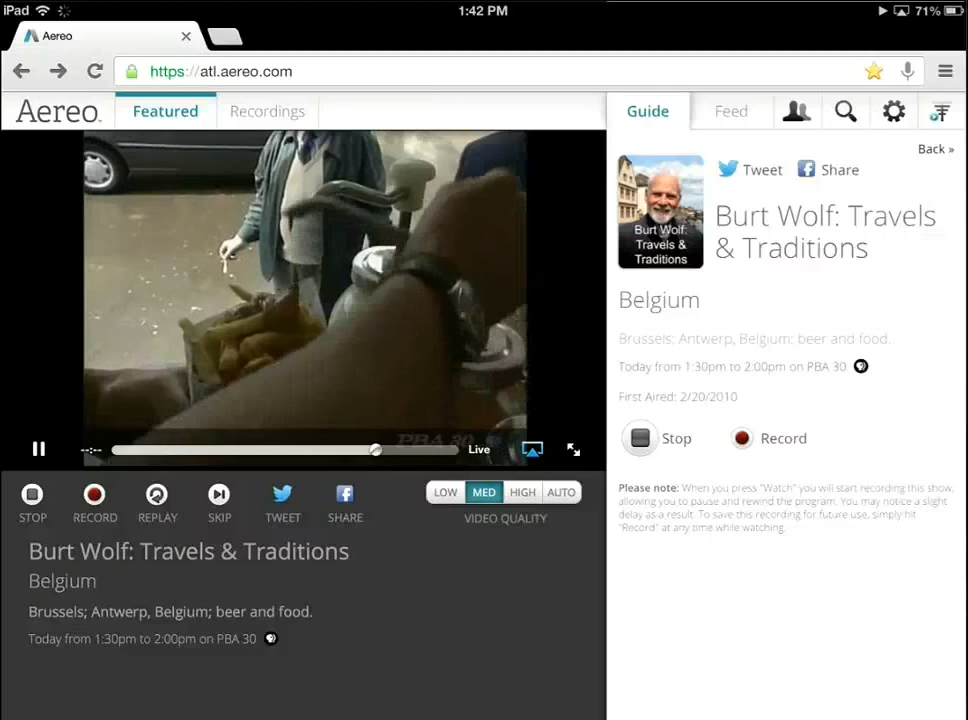 iPad 1:42 PM 71%
Aereo
https://atl.aereo.com
Aereo. Featured Recordings Guide Feed
Back »
Tweet Share
Burt Wolf: Travels
& Traditions
Burt Wolf:
Travels &
Traditions
Belgium
Brussels; Antwerp, Belgium: beer and food.
Today from 1:30pm to 2:00pm on PBA 30
First Aired: 2/20/2010
Stop Record
Please note: When you press "Watch" you will start recording this show,
allowing you to pause and rewind the program. You may notice a slight
delay as a result. To save this recording for future use, simply hit
"Record" at any time while watching.
PBA 30
--:-- Live
STOP RECORD REPLAY SKIP TWEET SHARE
LOW MED HIGH AUTO
VIDEO QUALITY
Burt Wolf: Travels & Traditions
Belgium
Brussels; Antwerp, Belgium; beer and food.
Today from 1:30pm to 2:00pm on PBA 30